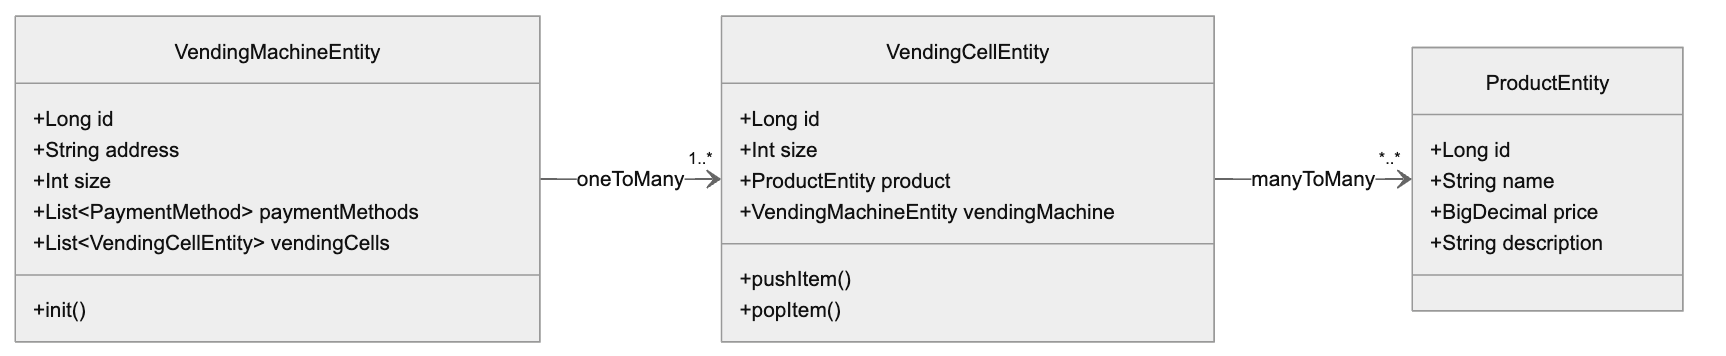 VendingMachineEntity
+Long id
+String address
+Int size
+List<PaymentMethod> paymentMethods
+List<VendingCellEntity> vendingCells
+init()
oneToMany
1..*
VendingCellEntity
+Long id
+Int size
+ProductEntity product
+VendingMachineEntity vendingMachine
+pushItem()
+popItem()
manyToMany
*..*
ProductEntity
+Long id
+String name
+BigDecimal price
+String description